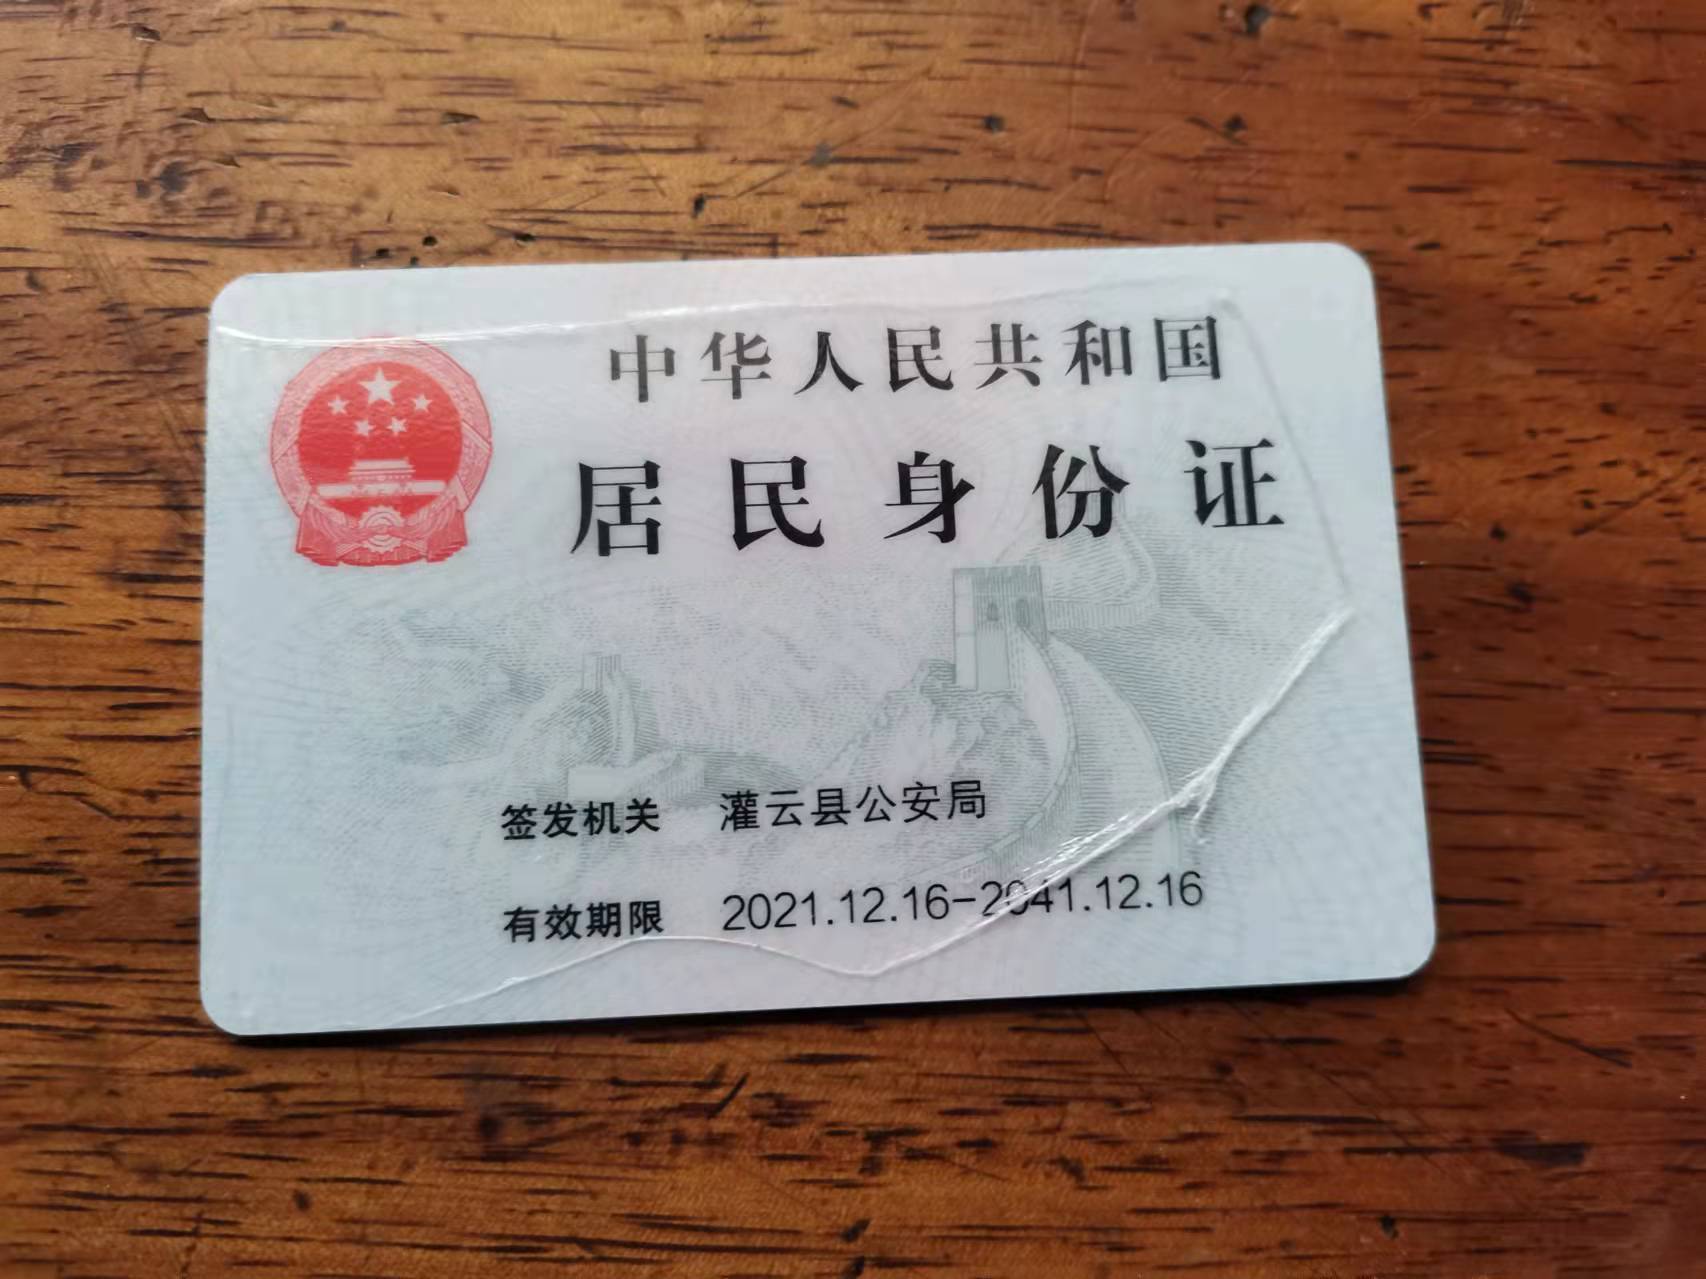 中华人民共和国
居民身份证
签发机关 灌云县公安局
有效期限 2021.12.16-2041.12.16